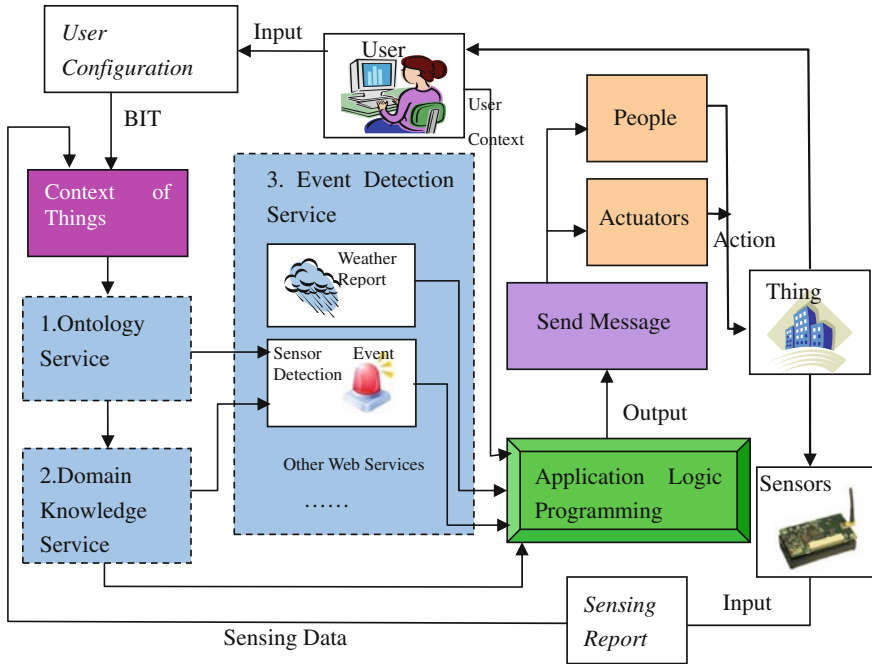 User
Configuration
Input
User
BIT
User
Context
People
Context of
Things
3. Event Detection
Service
Actuators
Action
Weather
Report
Thing
1.Ontology
Service
Send Message
Sensor
Detection
Event
Output
2.Domain
Knowledge
Service
Other Web Services
……
Application Logic
Programming
Sensors
Sensing
Report
Input
Sensing Data